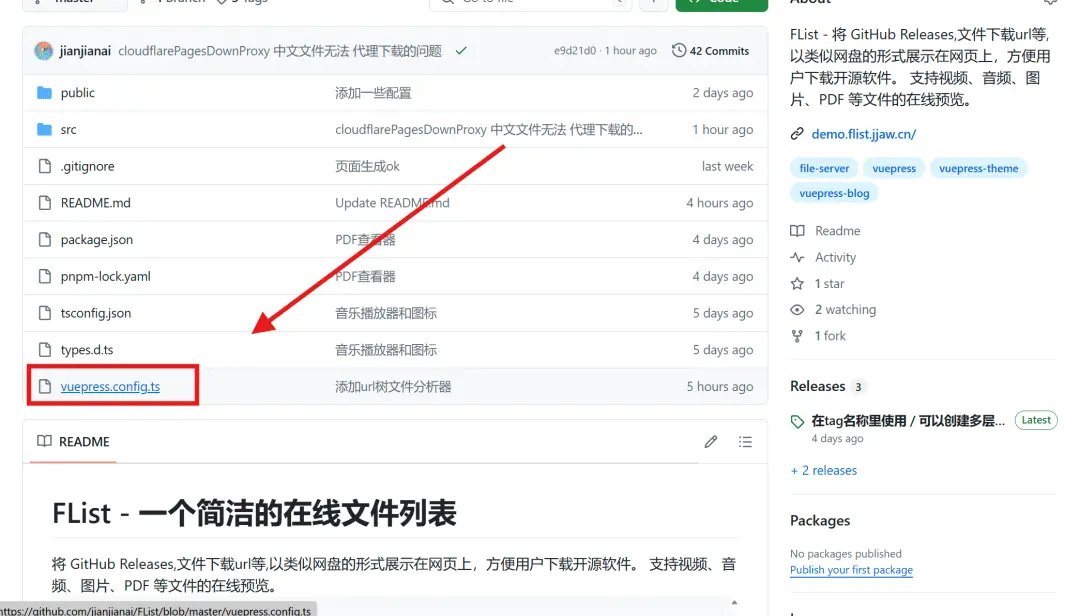 master
1 Branch
3 Tags
Go to file
t
Code
About
jianjianai cloudflarePagesDownProxy 中文文件无法 代理下载的问题
e9d21d0 · 1 hour ago
42 Commits
public 添加一些配置 2 days ago
src cloudflarePagesDownProxy 中文文件无法 代理下载的... 1 hour ago
.gitignore 页面生成ok last week
README.md Update README.md 4 hours ago
package.json PDF查看器 4 days ago
pnpm-lock.yaml PDF查看器 4 days ago
tsconfig.json 音乐播放器和图标 5 days ago
types.d.ts 音乐播放器和图标 5 days ago
vuepress.config.ts 添加url树文件分析器 5 hours ago
README
FList - 一个简洁的在线文件列表
将 GitHub Releases,文件下载url等,以类似网盘的形式展示在网页上，方便用户下载开源软件。 支持视频、音
频、图片、PDF 等文件的在线预览。
https://github.com/jianjianai/FList/blob/master/vuepress.config.ts
FList - 将 GitHub Releases,文件下载url等,
以类似网盘的形式展示在网页上，方便用
户下载开源软件。 支持视频、音频、图
片、PDF 等文件的在线预览。
demo.flist.jjaw.cn/
file-server vuepress vuepress-theme
vuepress-blog
Readme
Activity
1 star
2 watching
1 fork
Releases 3
在tag名称里使用 / 可以创建多层... Latest
4 days ago
+ 2 releases
Packages
No packages published
Publish your first package